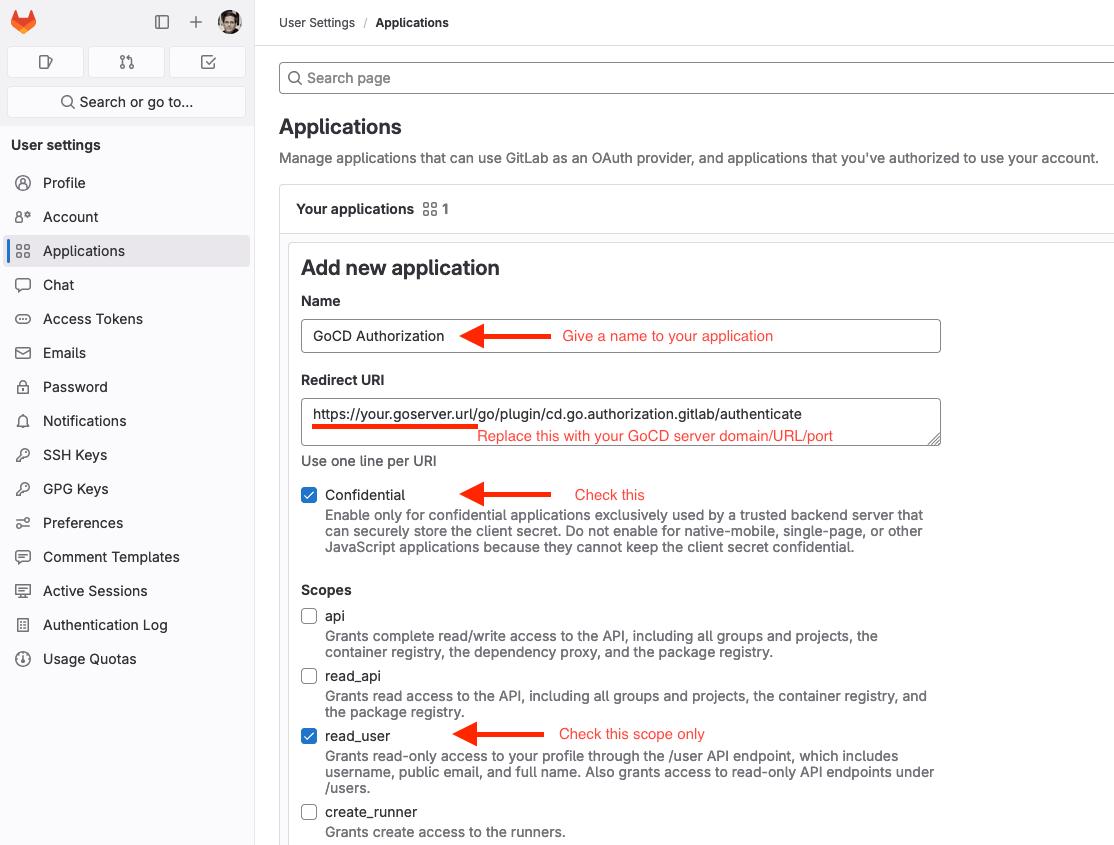 User Settings / Applications
Search or go to...
Search page
User settings
Profile
Account
Applications
Chat
Access Tokens
Emails
Password
Notifications
SSH Keys
GPG Keys
Preferences
Comment Templates
Active Sessions
Authentication Log
Usage Quotas
Applications
Manage applications that can use GitLab as an OAuth provider, and applications that you've authorized to use your account.
Your applications 1
Add new application
Name
GoCD Authorization Give a name to your application
Redirect URI
https://your.goserver.url/go/plugin/cd.go.authorization.gitlab/authenticate
Replace this with your GoCD server domain/URL/port
Use one line per URI
Confidential Check this
Enable only for confidential applications exclusively used by a trusted backend server that
can securely store the client secret. Do not enable for native-mobile, single-page, or other
JavaScript applications because they cannot keep the client secret confidential.
Scopes
api
Grants complete read/write access to the API, including all groups and projects, the
container registry, the dependency proxy, and the package registry.
read_api
Grants read access to the API, including all groups and projects, the container registry, and
the package registry.
read_user Check this scope only
Grants read-only access to your profile through the /user API endpoint, which includes
username, public email, and full name. Also grants access to read-only API endpoints under
/users.
create_runner
Grants create access to the runners.